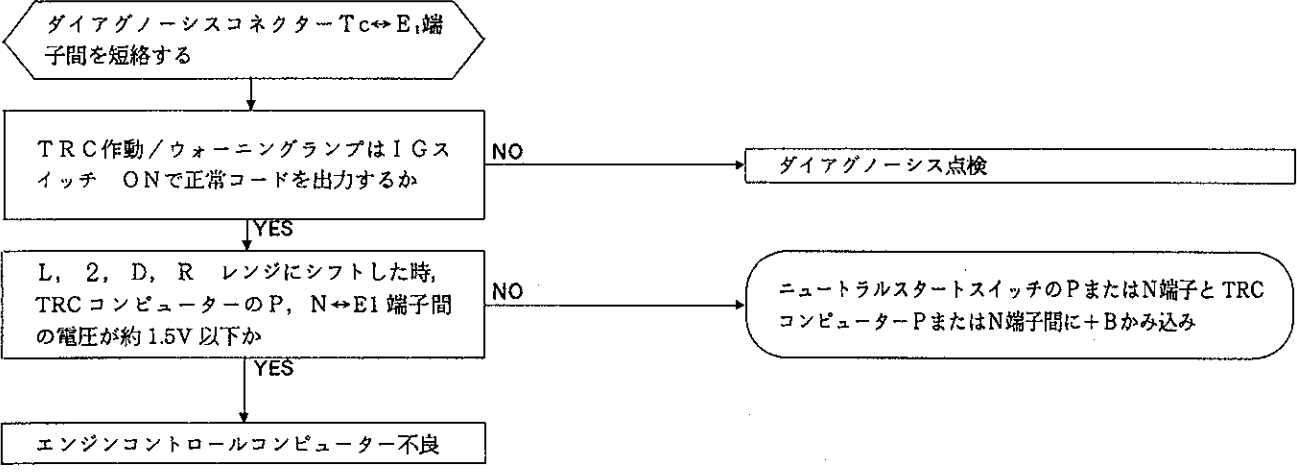 ダイアグノーシスコネクターTc↔E₁端
子間を短絡する
TRC作動/ウォーニングランプはIGス
イッチ ONで正常コードを出力するか
NO
ダイアグノーシス点検
YES
L, 2, D, R レンジにシフトした時,
TRCコンピューターのP, N↔E1端子間
の電圧が約1.5V以下か
NO
ニュートラルスタートスイッチのPまたはN端子とTRC
コンピューターPまたはN端子間に+Bかみ込み
YES
エンジンコントロールコンピューター不良